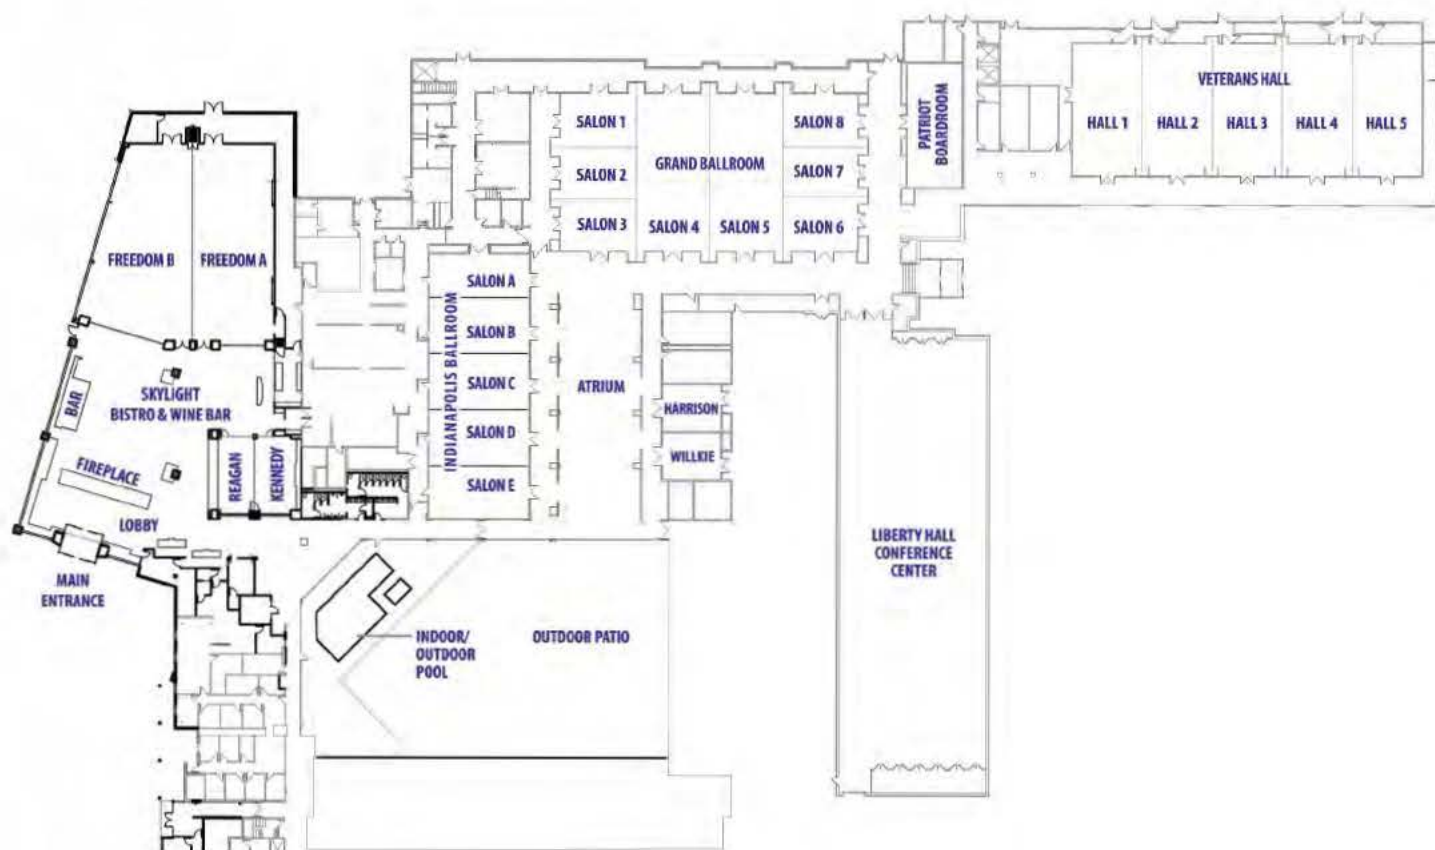 VETERANS HALL
HALL 1
HALL 2
HALL 3
HALL 4
HALL 5
PATRIOT
BOARDROOM
SALON 1
SALON 8
GRAND BALLROOM
SALON 2
SALON 7
SALON 3
SALON 4
SALON 5
SALON 6
FREEDOM B
FREEDOM A
INDIANAPOLIS BALLROOM
SALON A
SALON B
SALON C
SALON D
SALON E
ATRIUM
HARRISON
WILLKIE
SKYLIGHT
BISTRO & WINE BAR
BAR
FIREPLACE
REAGAN
KENNEDY
LOBBY
MAIN
ENTRANCE
LIBERTY HALL
CONFERENCE
CENTER
INDOOR/
OUTDOOR
POOL
OUTDOOR PATIO